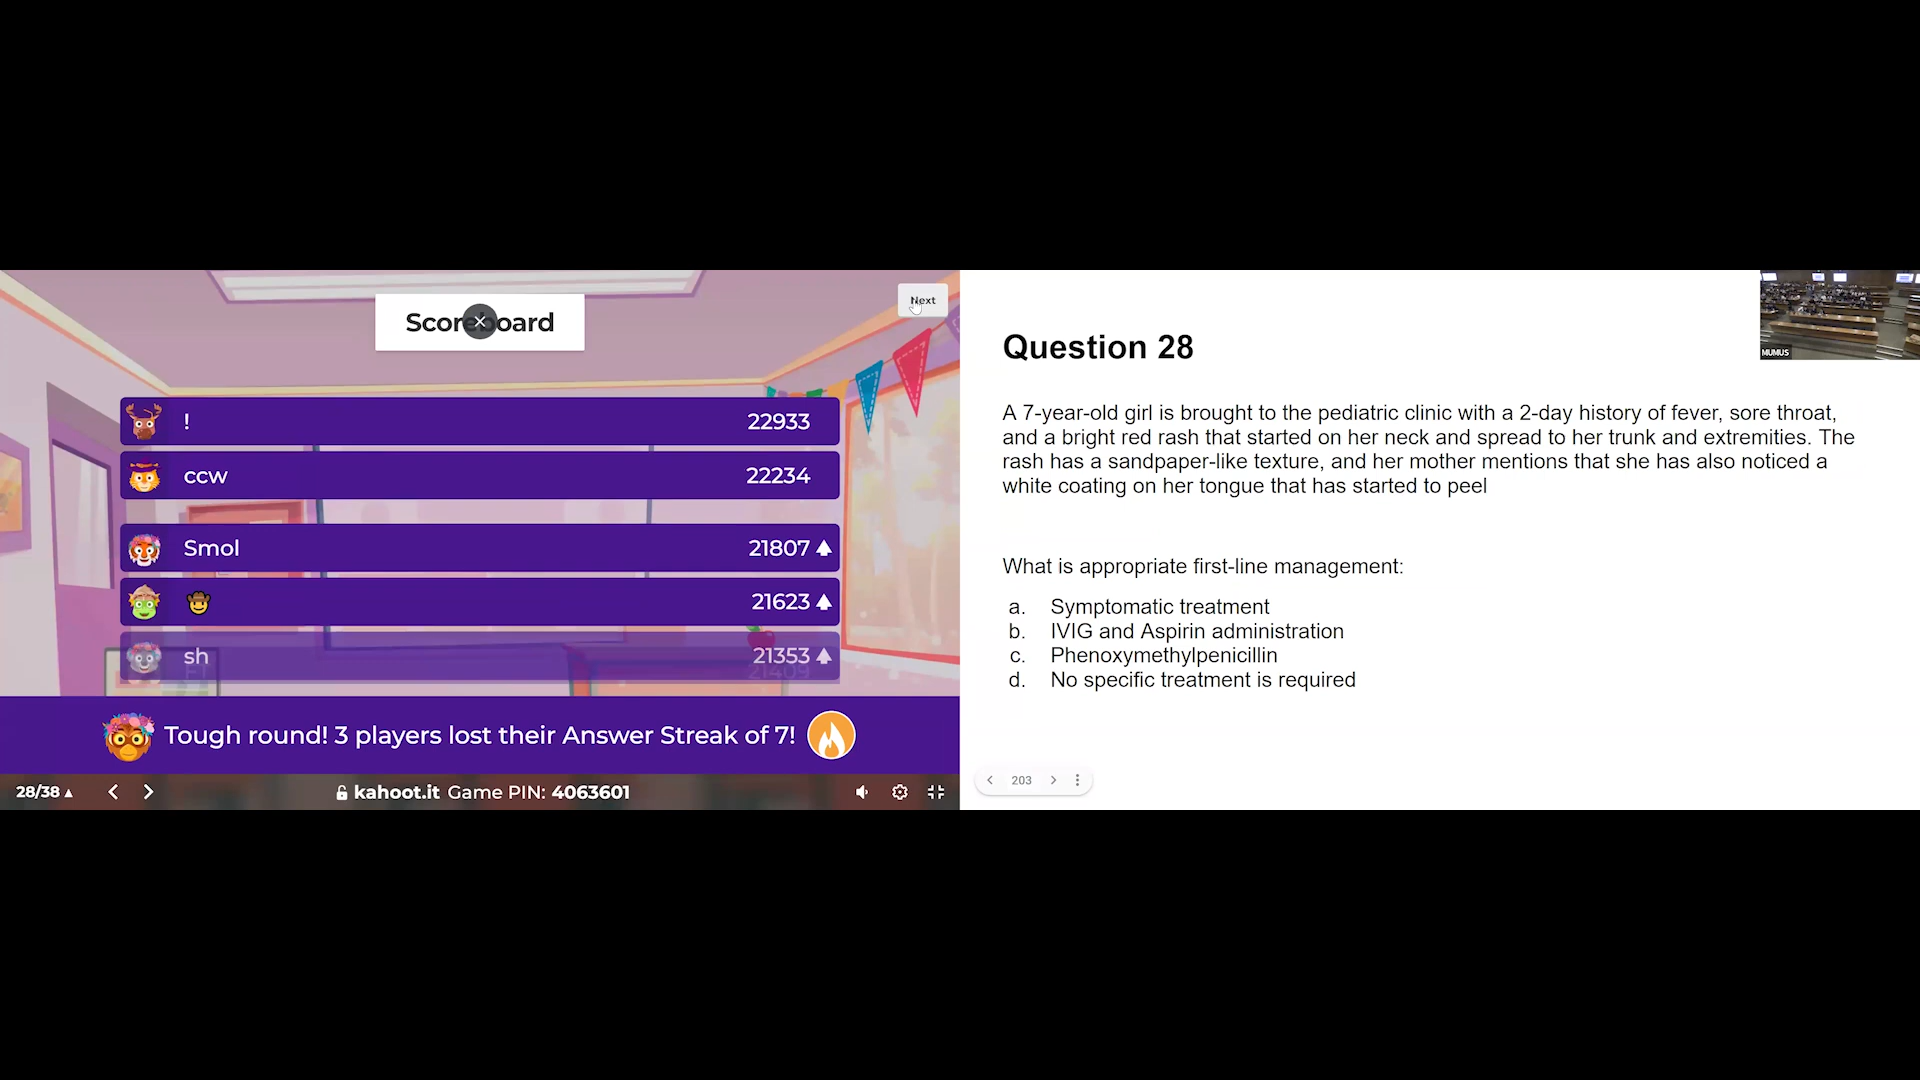 Scoreboard
Next
! 22933
ccw 22234
Smol 21807
21623
sh 21353
Tough round! 3 players lost their Answer Streak of 7!
28/38
kahoot.it Game PIN: 4063601
MUMUS
Question 28
A 7-year-old girl is brought to the pediatric clinic with a 2-day history of fever, sore throat,
and a bright red rash that started on her neck and spread to her trunk and extremities. The
rash has a sandpaper-like texture, and her mother mentions that she has also noticed a
white coating on her tongue that has started to peel
What is appropriate first-line management:
a. Symptomatic treatment
b. IVIG and Aspirin administration
c. Phenoxymethylpenicillin
d. No specific treatment is required
203